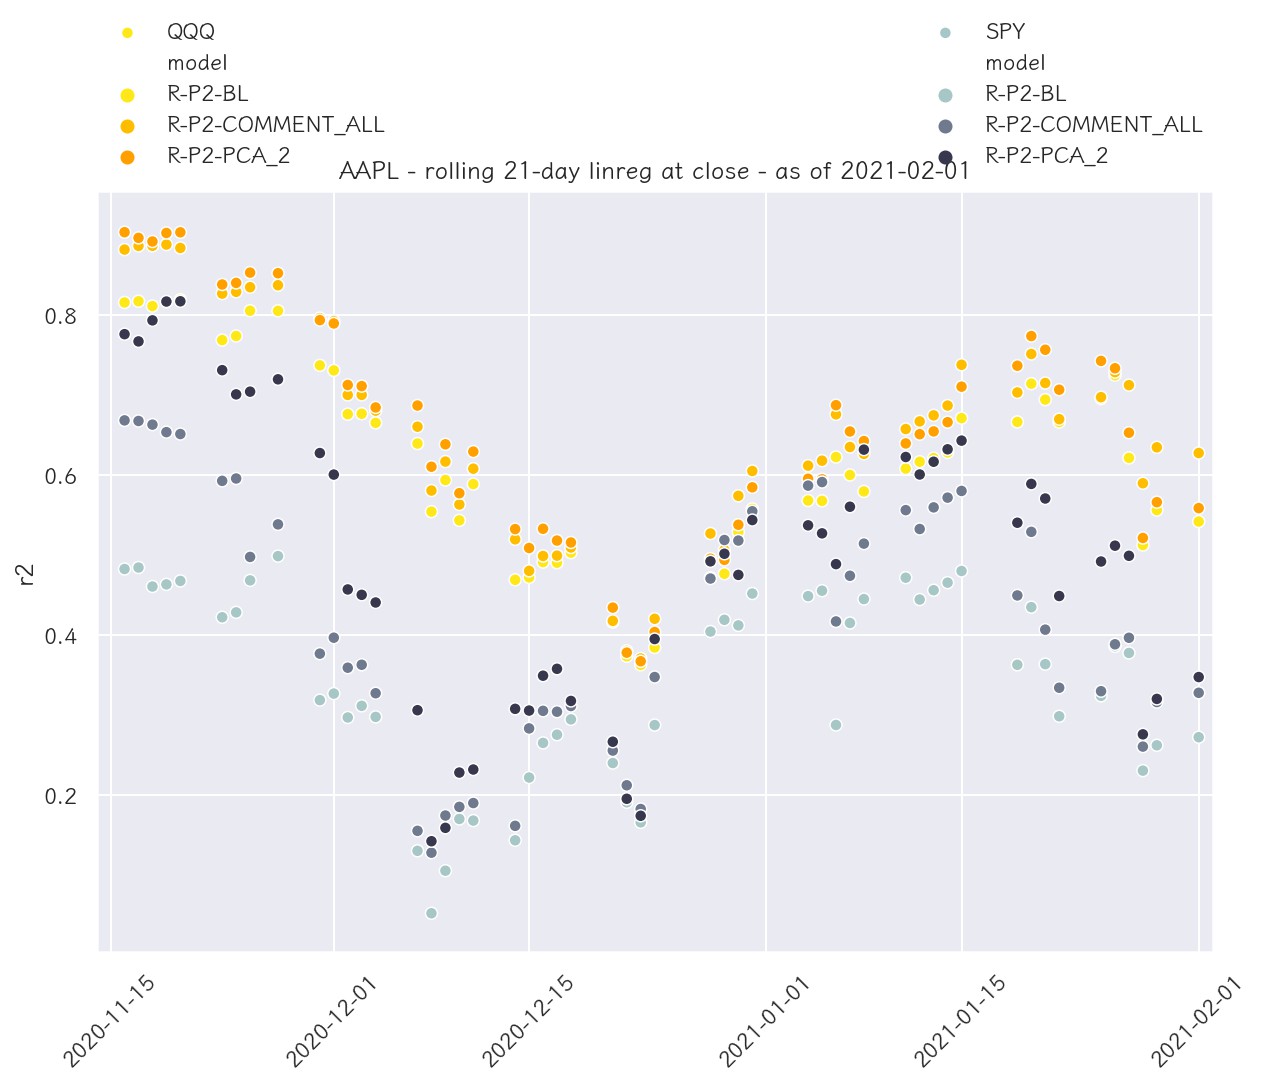 QQQ
model
R-P2-BL
R-P2-COMMENT_ALL
R-P2-PCA_2
SPY
model
R-P2-BL
R-P2-COMMENT_ALL
R-P2-PCA_2
AAPL - rolling 21-day linreg at close - as of 2021-02-01
0.8
0.6
0.4
0.2
r2
2020-11-15
2020-12-01
2020-12-15
2021-01-01
2021-01-15
2021-02-01